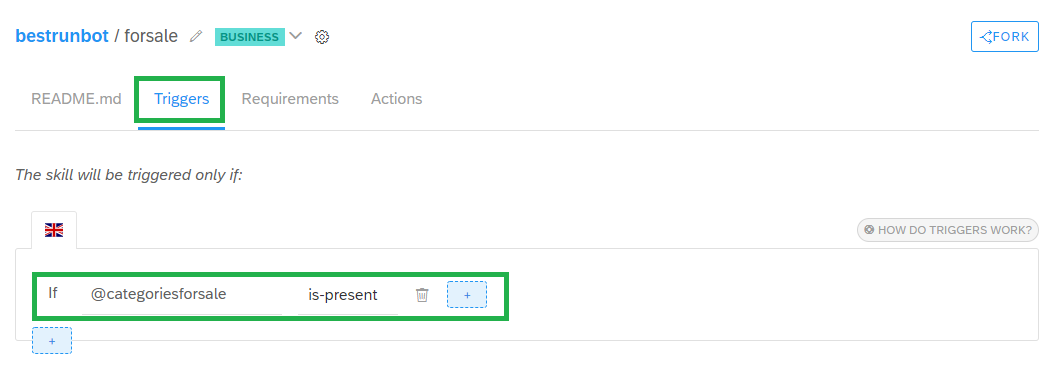 bestrunbot / forsale BUSINESS FORK
README.md Triggers Requirements Actions
The skill will be triggered only if:
HOW DO TRIGGERS WORK?
If @categoriesforsale is-present +
+